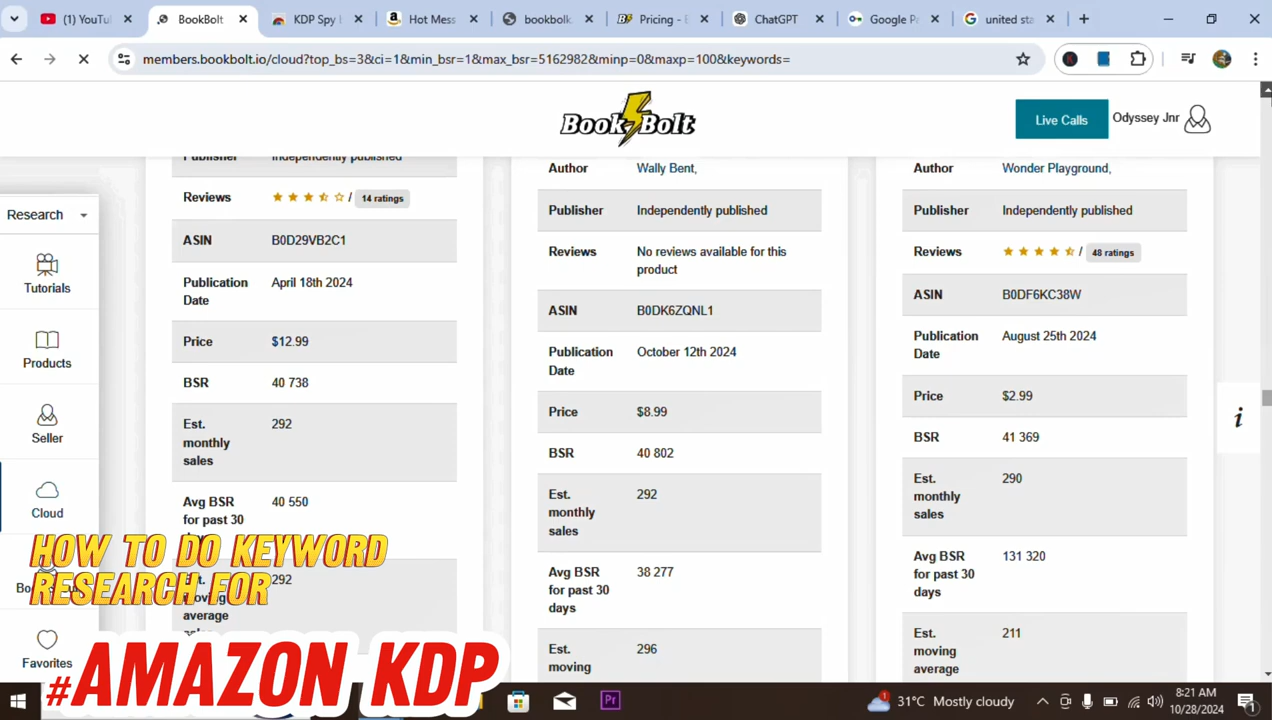 YouTu
BookBolt
KDP Spy
Hot Mess
bookbolk
Pricing - E
ChatGPT
Google P
united sta
members.bookbolt.io/cloud?top_bs=3&ci=1&min_bsr=1&max_bsr=5162982&minp=0&maxp=100&keywords=
Book Bolt
Live Calls
Odyssey Jnr
Research
Tutorials
Products
Seller
Cloud
Favorites
Publisher Independently published
Reviews / 14 ratings
ASIN B0D29VB2C1
Publication Date April 18th 2024
Price $12.99
BSR 40 738
Est. monthly sales 292
Avg BSR for past 30 40 550
292
average
Author Wally Bent,
Publisher Independently published
Reviews No reviews available for this product
ASIN B0DK6ZQNL1
Publication Date October 12th 2024
Price $8.99
BSR 40 802
Est. monthly sales 292
Avg BSR for past 30 days 38 277
Est. moving 296
Author Wonder Playground,
Publisher Independently published
Reviews / 48 ratings
ASIN B0DF6KC38W
Publication Date August 25th 2024
Price $2.99
BSR 41 369
Est. monthly sales 290
Avg BSR for past 30 days 131 320
Est. moving average 211
i
HOW TO DO KEYWORD
RESEARCH FOR
#AMAZON KDP
Pr
31°C Mostly cloudy
8:21 AM
10/28/2024